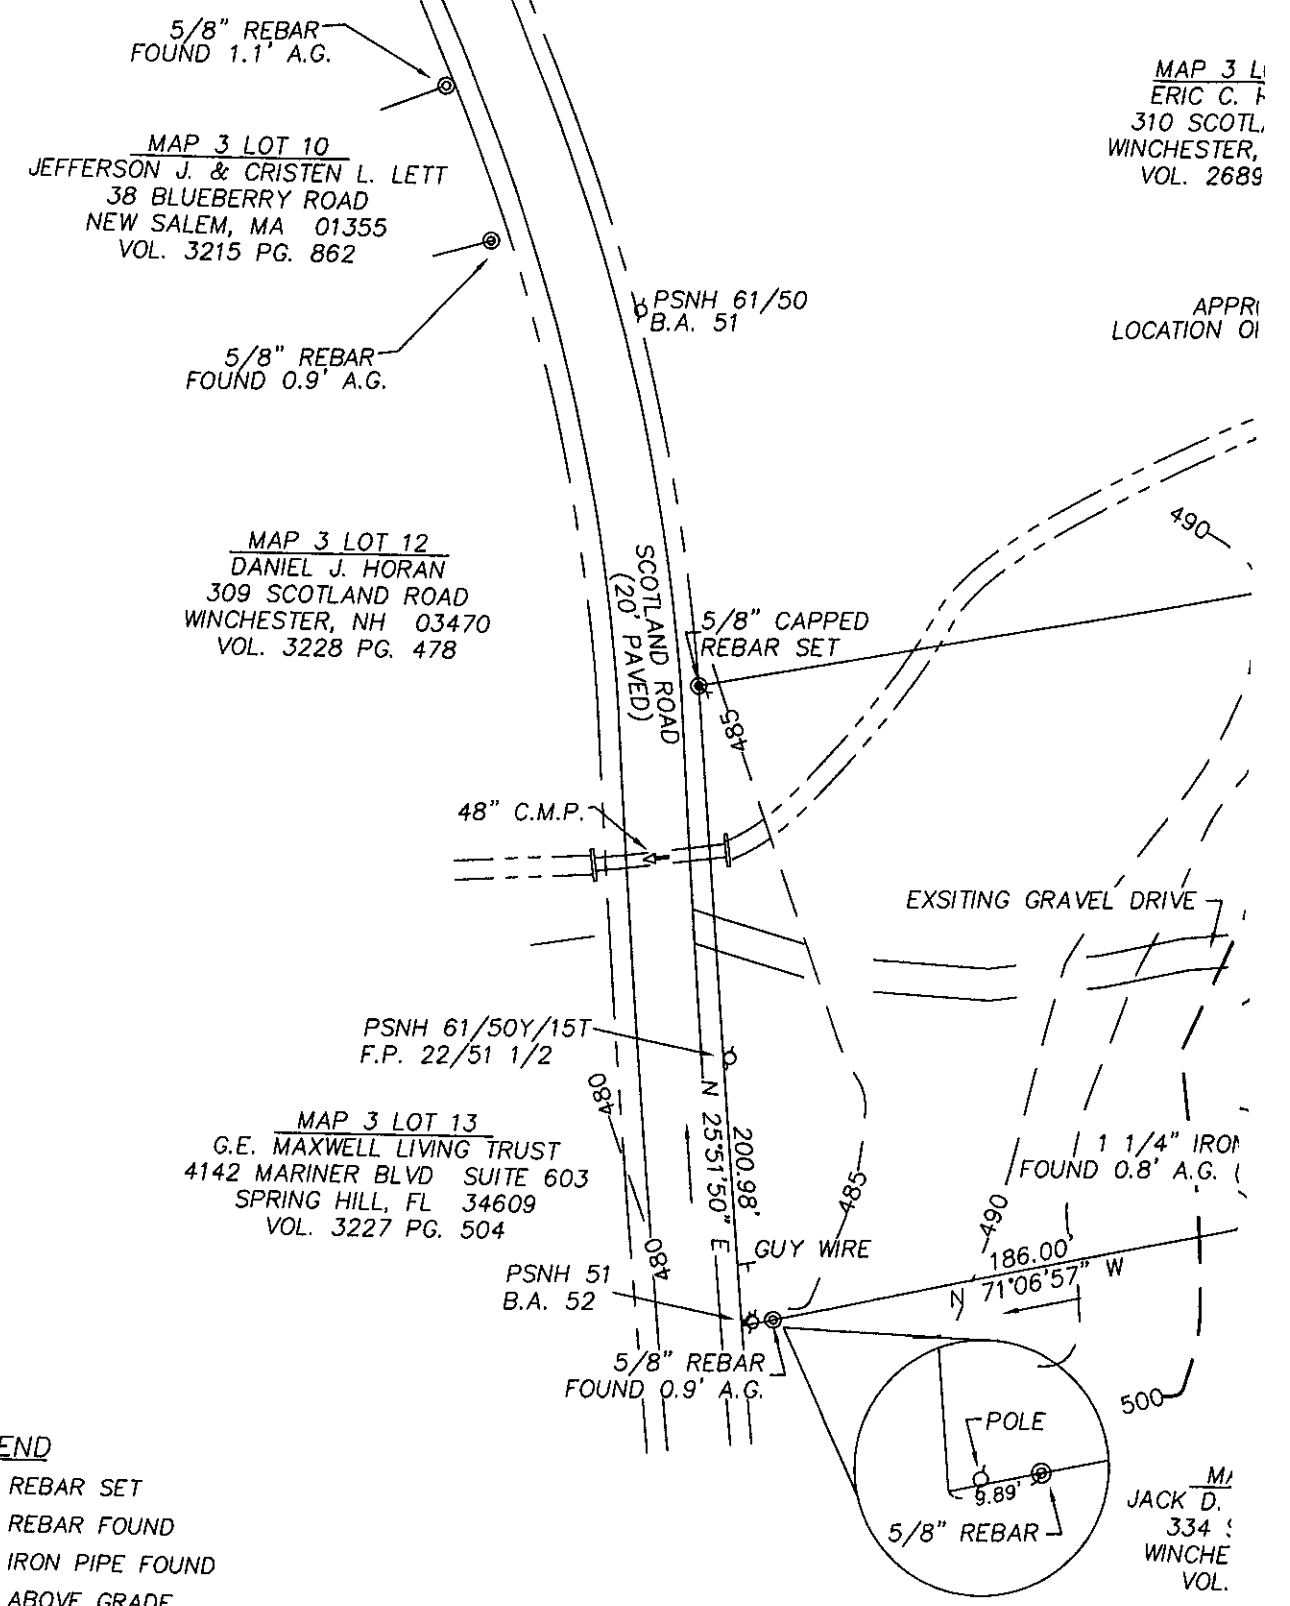 5/8" REBAR
FOUND 1.1' A.G.
MAP 3 LOT 10
JEFFERSON J. & CRISTEN L. LETT
38 BLUEBERRY ROAD
NEW SALEM, MA 01355
VOL. 3215 PG. 862
MAP 3
ERIC C.
310
WINCHESTER,
VOL. 2689
PSNH 61/50
B.A. 51
LOCATION
5/8" REBAR
FOUND 0.9' A.G.
490
MAP 3 LOT 12
DANIEL J. HORAN
309 SCOTLAND ROAD
WINCHESTER, NH 03470
VOL. 3228 PG. 478
SCOTLAND ROAD
(20' PAVED)
5/8" CAPPED
REBAR SET
485
48" C.M.P.
EXSITING GRAVEL DRIVE
PSNH 61/50Y/15T
F.P. 22/51 1/2
480
MAP 3 LOT 13
G.E. MAXWELL LIVING TRUST
4142 MARINER BLVD SUITE 603
SPRING HILL, FL 34609
VOL. 3227 PG. 504
N 25°51'50" E
200.98'
1 1/4"
FOUND 0.8' A.G.
485
490
480
GUY WIRE
186.00'
N 71°06'57" W
PSNH 51
B.A. 52
5/8" REBAR
FOUND 0.9' A.G.
500
POLE
9.89'
5/8" REBAR
JACK D.
334
VOL.
REBAR SET
REBAR FOUND
IRON PIPE FOUND
ABOVE GRADE